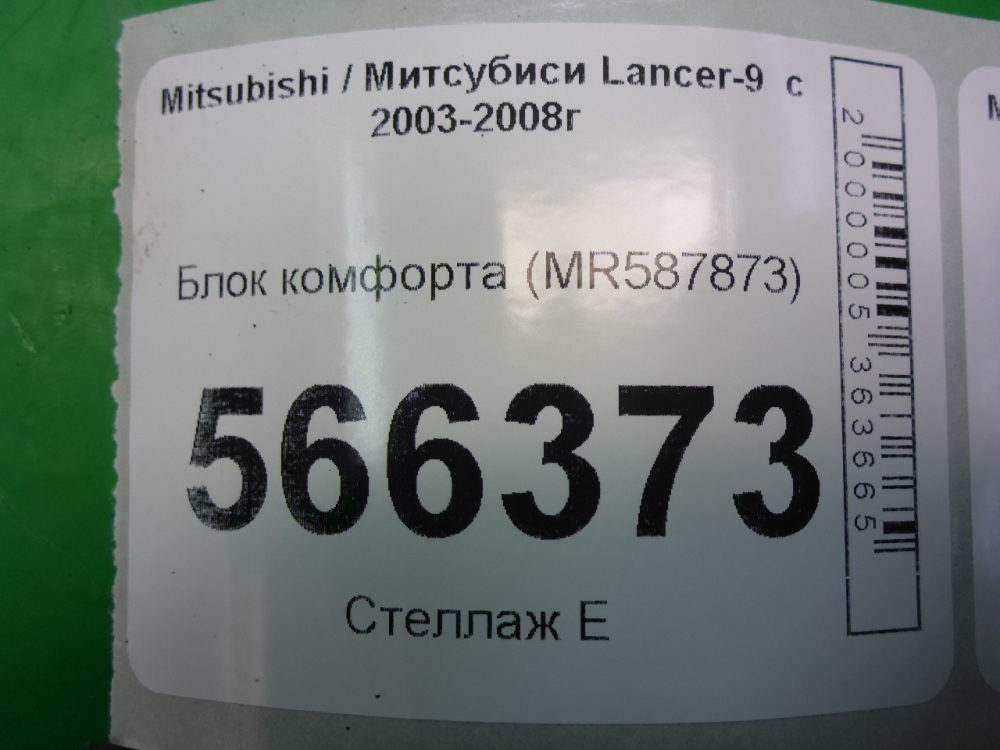 Mitsubishi / Митсубиси Lancer-9 с
2003-2008г
Блок комфорта (MR587873)
566373
Стеллаж Е
2000005363665